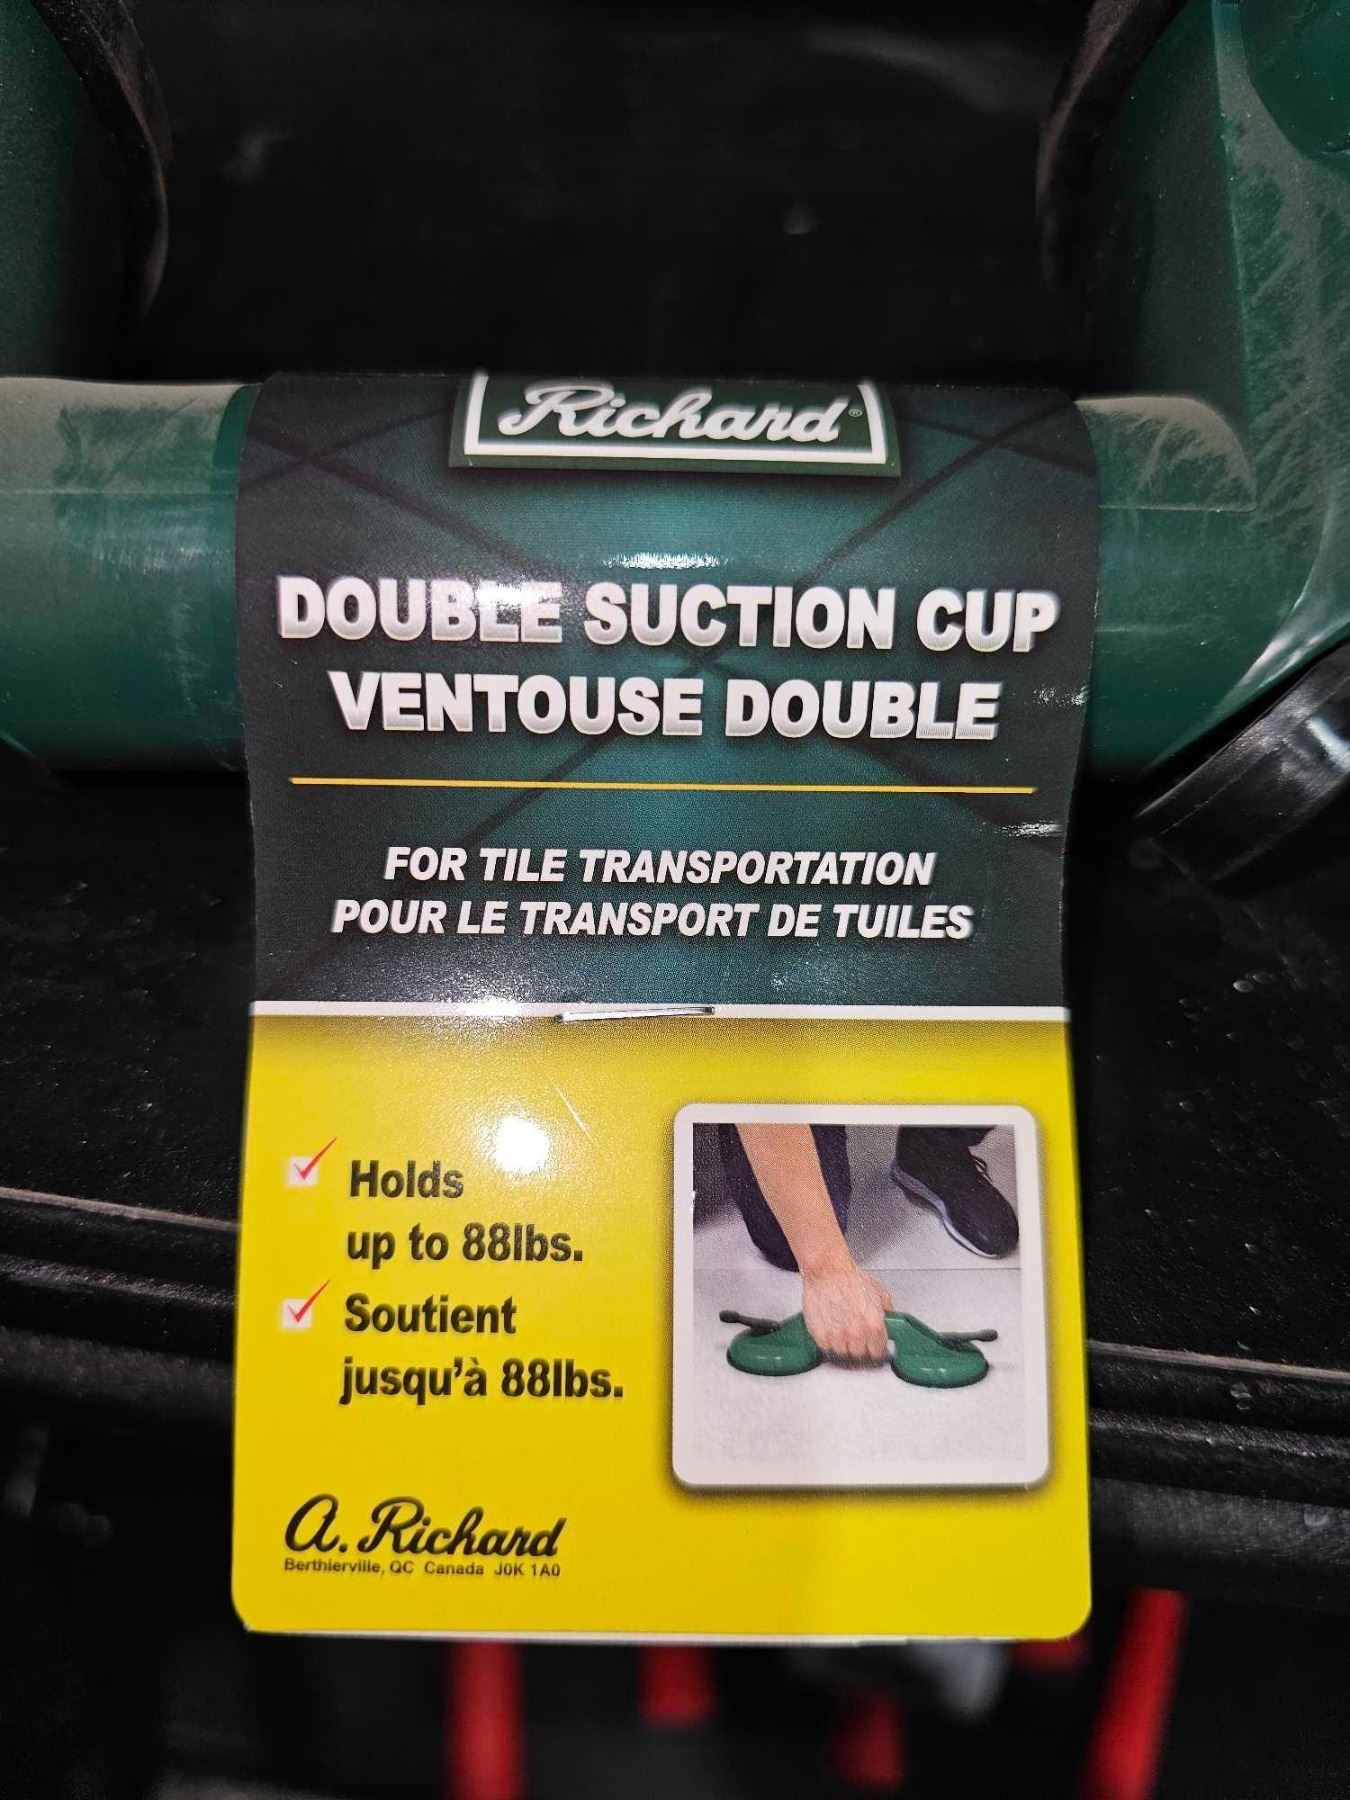 Richard®
DOUBLE SUCTION CUP
VENTOUSE DOUBLE
FOR TILE TRANSPORTATION
POUR LE TRANSPORT DE TUILES
Holds
up to 88lbs.
Soutient
jusqu'à 88lbs.
A. Richard
Berthierville, QC Canada J0K 1A0